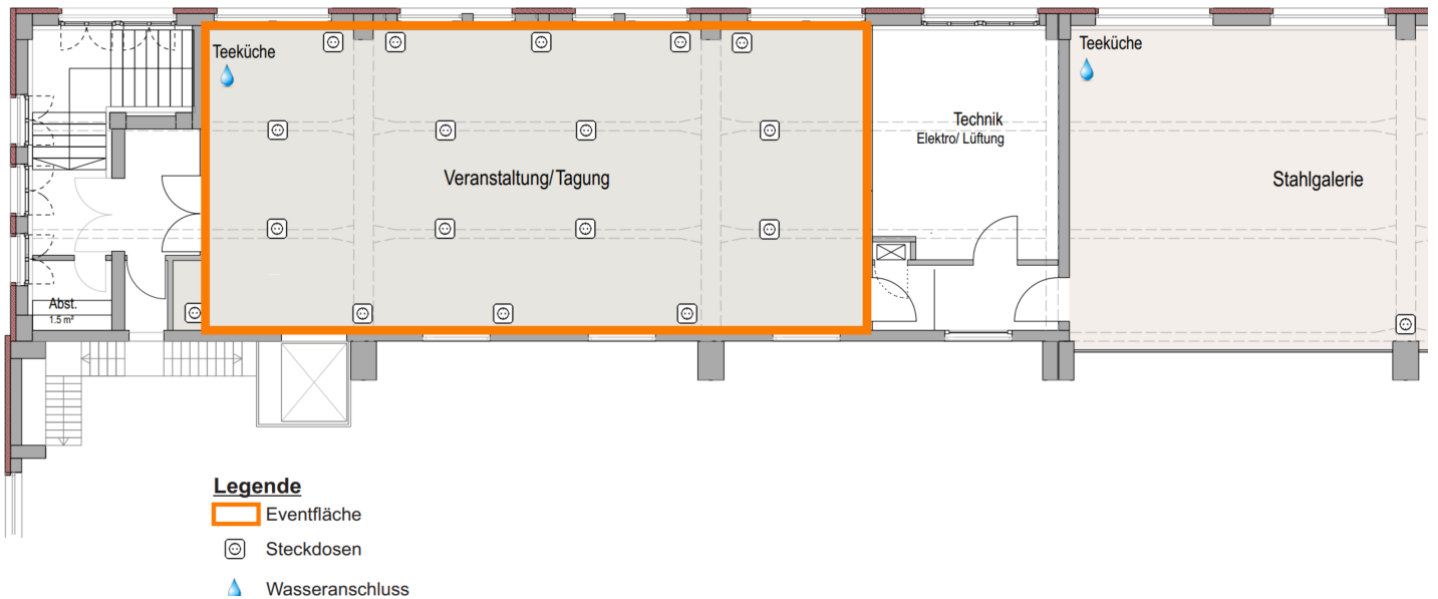 Teeküche
Teeküche
Technik
Elektro/ Lüftung
Veranstaltung/Tagung
Stahlgalerie
Abst.
1.5 m²
Legende
Eventfläche
Steckdosen
Wasseranschluss